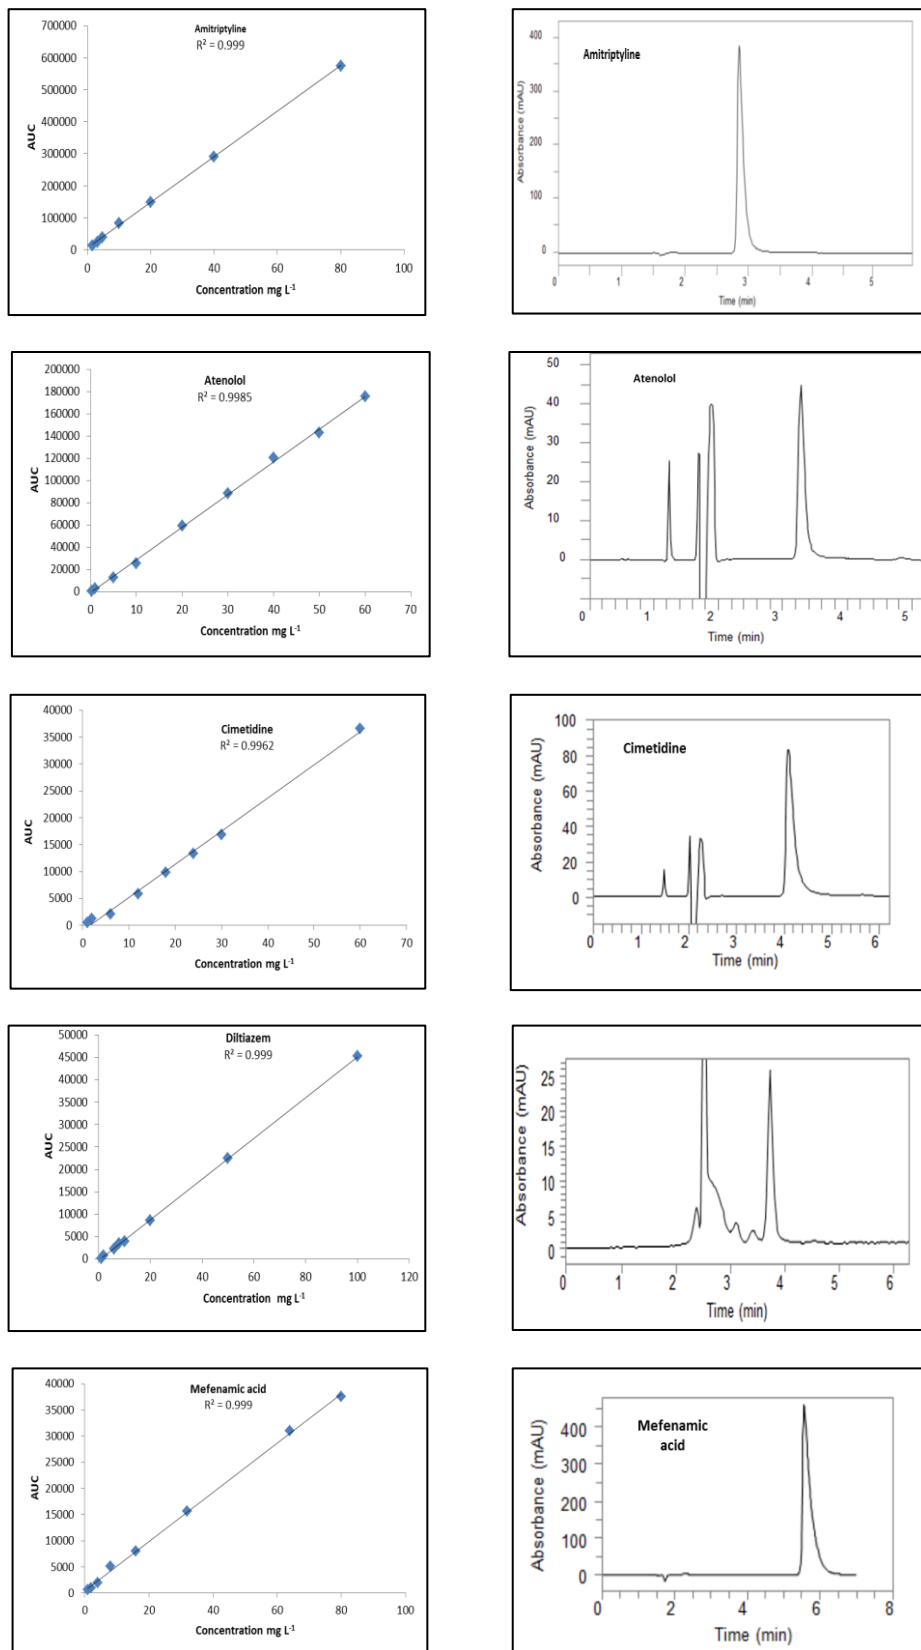 Amitriptyline
R² = 0.999
700000
600000
500000
400000
300000
200000
100000
0
AUC
0 20 40 60 80 100
Concentration mg L⁻¹
Amitriptyline
400
300
200
100
0
Absorbance (mAU)
1 2 3 4 5
Time (min)
Atenolol
R² = 0.9985
200000
180000
160000
140000
120000
100000
80000
60000
40000
20000
0
AUC
0 10 20 30 40 50 60 70
Concentration mg L⁻¹
Atenolol
50
40
30
20
10
0
Absorbance (mAU)
0 1 2 3 4 5
Time (min)
Cimetidine
R² = 0.9962
40000
35000
30000
25000
20000
15000
10000
5000
0
AUC
0 10 20 30 40 50 60 70
Concentration mg L⁻¹
Cimetidine
100
80
60
40
20
0
Absorbance (mAU)
0 1 2 3 4 5 6
Time (min)
Diltiazem
R² = 0.999
50000
45000
40000
35000
30000
25000
20000
15000
10000
5000
0
AUC
0 20 40 60 80 100 120
Concentration mg L⁻¹
25
20
15
10
5
0
Absorbance (mAU)
0 1 2 3 4 5 6
Time (min)
Mefenamic acid
R² = 0.999
40000
35000
30000
25000
20000
15000
10000
5000
0
AUC
0 20 40 60 80 100
Concentration mg L⁻¹
Mefenamic
acid
400
300
200
100
0
Absorbance (mAU)
0 2 4 6 8
Time (min)